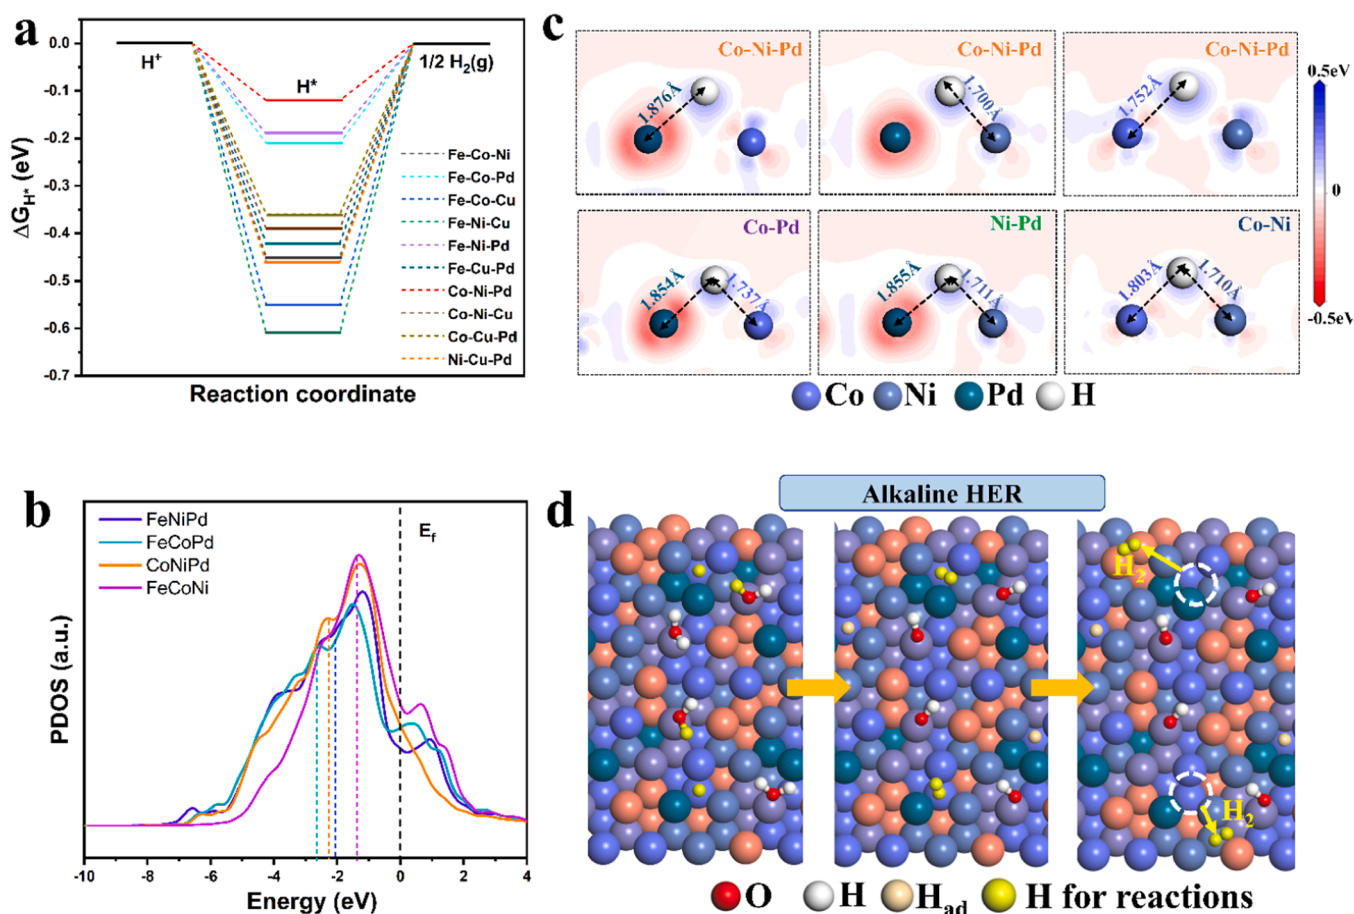 a
ΔG_H* (eV)
0.0
-0.1
-0.2
-0.3
-0.4
-0.5
-0.6
-0.7
H⁺
H*
1/2 H₂(g)
Fe-Co-Ni
Fe-Co-Pd
Fe-Co-Cu
Fe-Ni-Cu
Fe-Ni-Pd
Fe-Cu-Pd
Co-Ni-Pd
Co-Ni-Cu
Co-Cu-Pd
Ni-Cu-Pd
Reaction coordinate
c
Co-Ni-Pd
1.876Å
Co-Ni-Pd
1.700Å
Co-Ni-Pd
1.752Å
0.5eV
0
-0.5eV
Co-Pd
1.854Å
1.737Å
Ni-Pd
1.855Å
1.711Å
Co-Ni
1.803Å
1.710Å
Co Ni Pd H
b
PDOS (a.u.)
FeNiPd
FeCoPd
CoNiPd
FeCoNi
E_f
-10 -8 -6 -4 -2 0 2 4
Energy (eV)
d
Alkaline HER
H₂
H₂
O H H_ad H for reactions